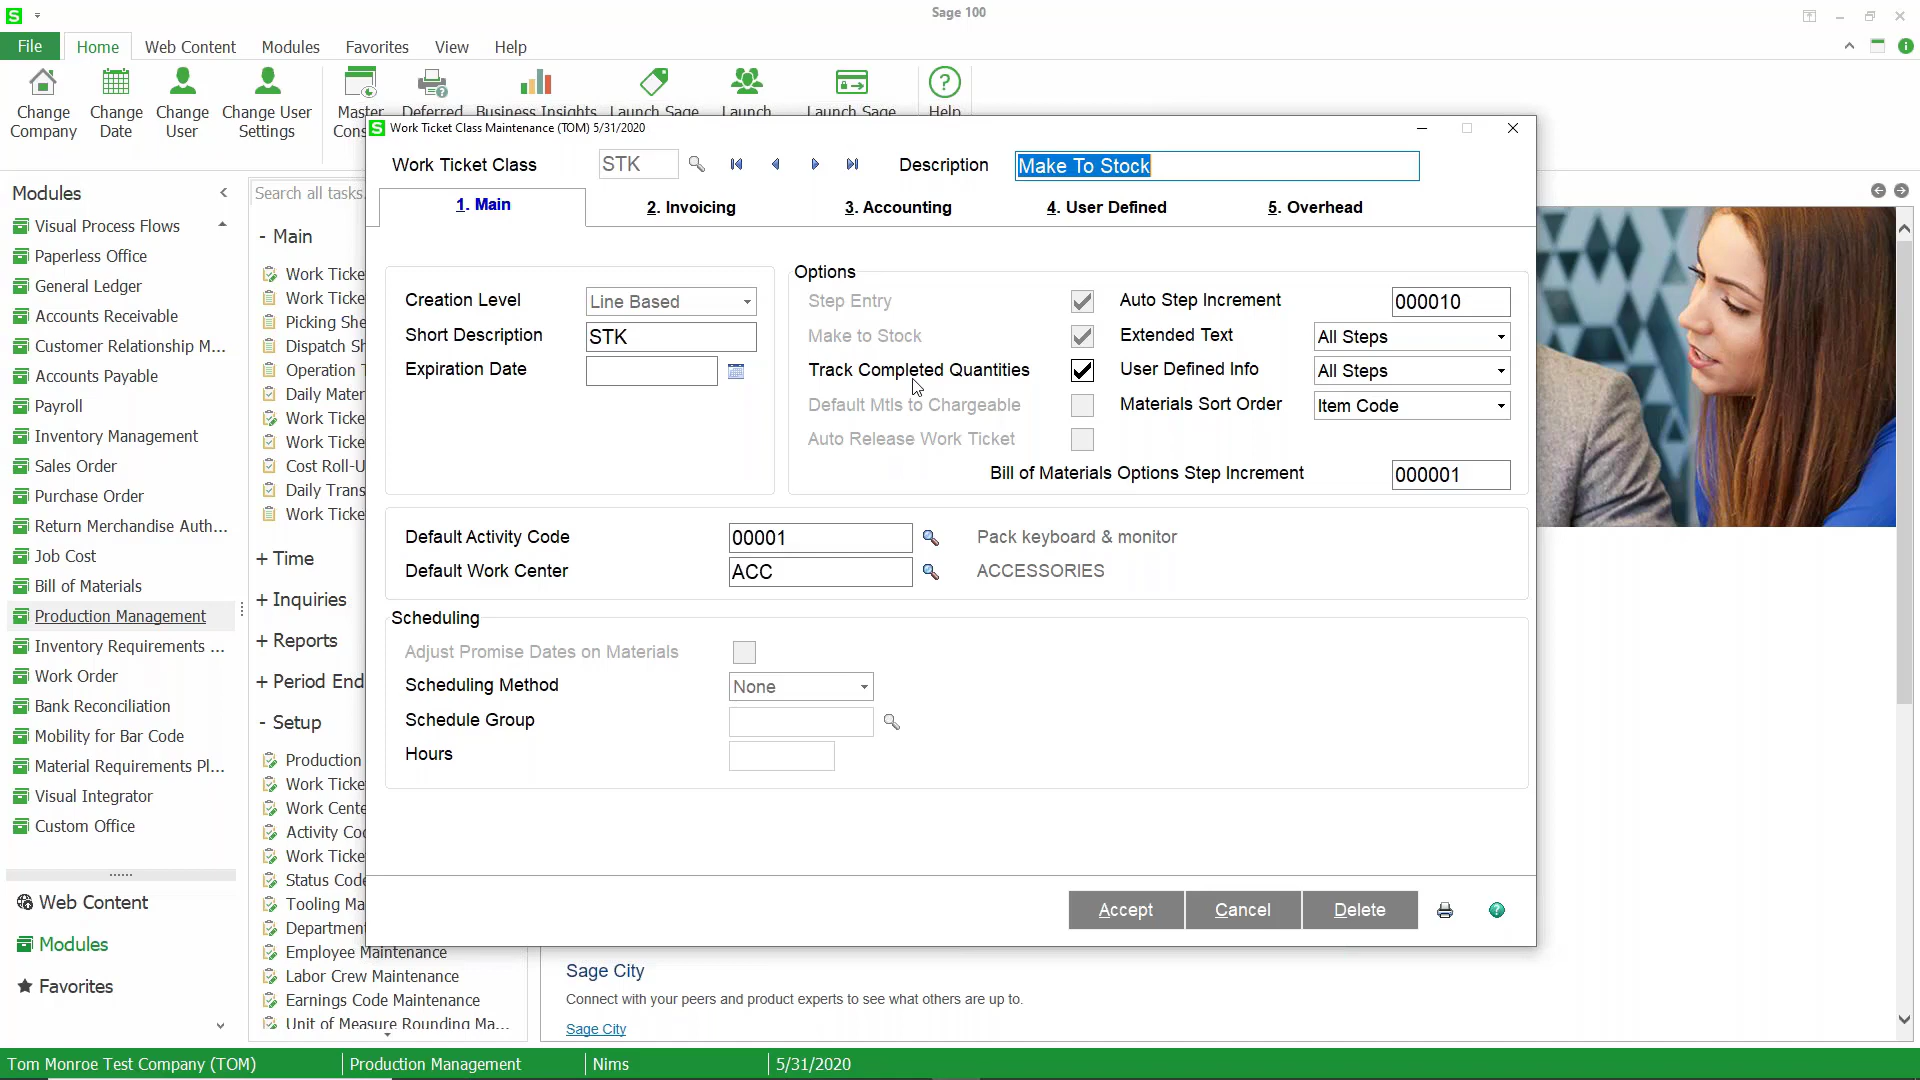 S
Sage 100
File
Home
Web Content
Modules
Favorites
View
Help
Change
Company
Change
Date
Change
User
Change User
Settings
Master
Deferred
Business Insights
Launch Sage
Launch
Launch Sage
Help
Modules
Visual Process Flows
Paperless Office
General Ledger
Accounts Receivable
Customer Relationship M...
Accounts Payable
Payroll
Inventory Management
Sales Order
Purchase Order
Return Merchandise Auth...
Job Cost
Bill of Materials
Production Management
Inventory Requirements ...
Work Order
Bank Reconciliation
Mobility for Bar Code
Material Requirements Pl...
Visual Integrator
Custom Office
Web Content
Modules
Favorites
Search all tasks.
- Main
Work Ticke
Work Ticke
Picking She
Dispatch Sh
Operation T
Daily Mater
Work Ticke
Work Ticke
Cost Roll-U
Daily Trans
Work Ticke
+ Time
+ Inquiries
+ Reports
+ Period End
- Setup
Production
Work Ticke
Work Cente
Activity Coo
Work Ticke
Status Code
Tooling Ma
Department
Employee Maintenance
Labor Crew Maintenance
Earnings Code Maintenance
Unit of Measure Rounding Ma...
S Work Ticket Class Maintenance (TOM) 5/31/2020
Work Ticket Class STK
Description Make To Stock
1. Main
2. Invoicing
3. Accounting
4. User Defined
5. Overhead
Creation Level Line Based
Short Description STK
Expiration Date
Options
Step Entry
Make to Stock
Track Completed Quantities
Default Mtls to Chargeable
Auto Release Work Ticket
Auto Step Increment 000010
Extended Text All Steps
User Defined Info All Steps
Materials Sort Order Item Code
Bill of Materials Options Step Increment 000001
Default Activity Code 00001 Pack keyboard & monitor
Default Work Center ACC ACCESSORIES
Scheduling
Adjust Promise Dates on Materials
Scheduling Method None
Schedule Group
Hours
Accept
Cancel
Delete
Sage City
Connect with your peers and product experts to see what others are up to.
Sage City
Tom Monroe Test Company (TOM)
Production Management
Nims
5/31/2020